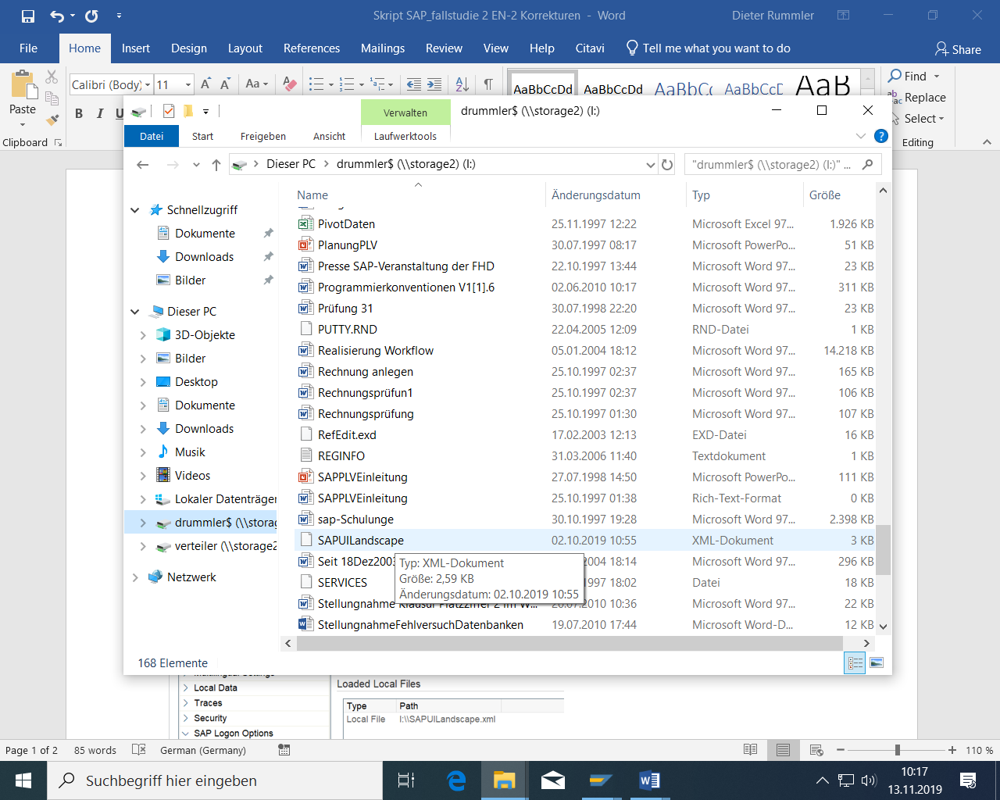 Skript SAP_fallstudie 2 EN-2 Korrekturen - Word
Dieter Rummler
File Home Insert Design Layout References Mailings Review View Help Citavi Tell me what you want to do Share
Calibri (Body) 11 Aa
AaBbCcDd AaBbCcDd AaBbCc AaBbCcD AaB
Find
Paste
Replace
B I U
Select
Clipboard
Editing
Verwalten
drummler$ (\\storage2) (I:)
Datei Start Freigeben Ansicht Laufwerktools
Dieser PC > drummler$ (\\storage2) (I:)
"drummler$ (\\storage2) (I:)" ...
Name Änderungsdatum Typ Größe
Schnellzugriff
Dokumente
Downloads
Bilder
Dieser PC
3D-Objekte
Bilder
Desktop
Dokumente
Downloads
Musik
Videos
Lokaler Datenträger
drummler$ (\\storag
verteiler (\\storage2
Netzwerk
PivotDaten 25.11.1997 12:22 Microsoft Excel 97... 1.926 KB
PlanungPLV 30.07.1997 08:17 Microsoft PowerPo... 51 KB
Presse SAP-Veranstaltung der FHD 22.10.1997 13:44 Microsoft Word 97... 23 KB
Programmierkonventionen V1[1].6 02.06.2010 10:17 Microsoft Word 97... 311 KB
Prüfung 31 30.07.1998 22:20 Microsoft Word 97... 23 KB
PUTTY.RND 22.04.2005 12:09 RND-Datei 1 KB
Realisierung Workflow 05.01.2004 18:12 Microsoft Word 97... 14.218 KB
Rechnung anlegen 25.10.1997 02:37 Microsoft Word 97... 165 KB
Rechnungsprüfun1 25.10.1997 02:37 Microsoft Word 97... 106 KB
Rechnungsprüfung 25.10.1997 01:30 Microsoft Word 97... 107 KB
RefEdit.exd 17.02.2003 12:13 EXD-Datei 16 KB
REGINFO 31.03.2006 11:40 Textdokument 1 KB
SAPPLVEinleitung 27.07.1998 14:50 Microsoft PowerPo... 111 KB
SAPPLVEinleitung 25.10.1997 01:38 Rich-Text-Format 0 KB
sap-Schulunge 30.10.1997 19:28 Microsoft Word 97... 2.398 KB
SAPUILandscape 02.10.2019 10:55 XML-Dokument 3 KB
Seit 18Dez2003 2004 18:14 Microsoft Word 97... 296 KB
SERVICES 1997 18:02 Datei 18 KB
Stellungnahme Klausur Platzziffer 2 im W... 2010 10:36 Microsoft Word 97... 22 KB
StellungnahmeFehlversuchDatenbanken 19.07.2010 17:44 Microsoft Word-D... 12 KB
Typ: XML-Dokument
Größe: 2,59 KB
Änderungsdatum: 02.10.2019 10:55
168 Elemente
Multilingual Settings
Local Data
Traces
Security
SAP Logon Options
Loaded Local Files
Type Path
Local File I:\\SAPUILandscape.xml
Page 1 of 2 85 words German (Germany) 110 %
Suchbegriff hier eingeben
10:17
13.11.2019